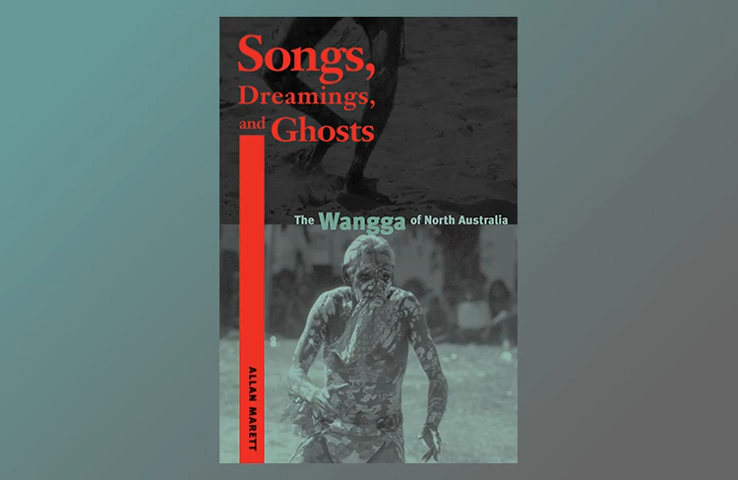 Songs,
Dreamings,
and Ghosts
The Wangga of North Australia
ALLAN MARETT